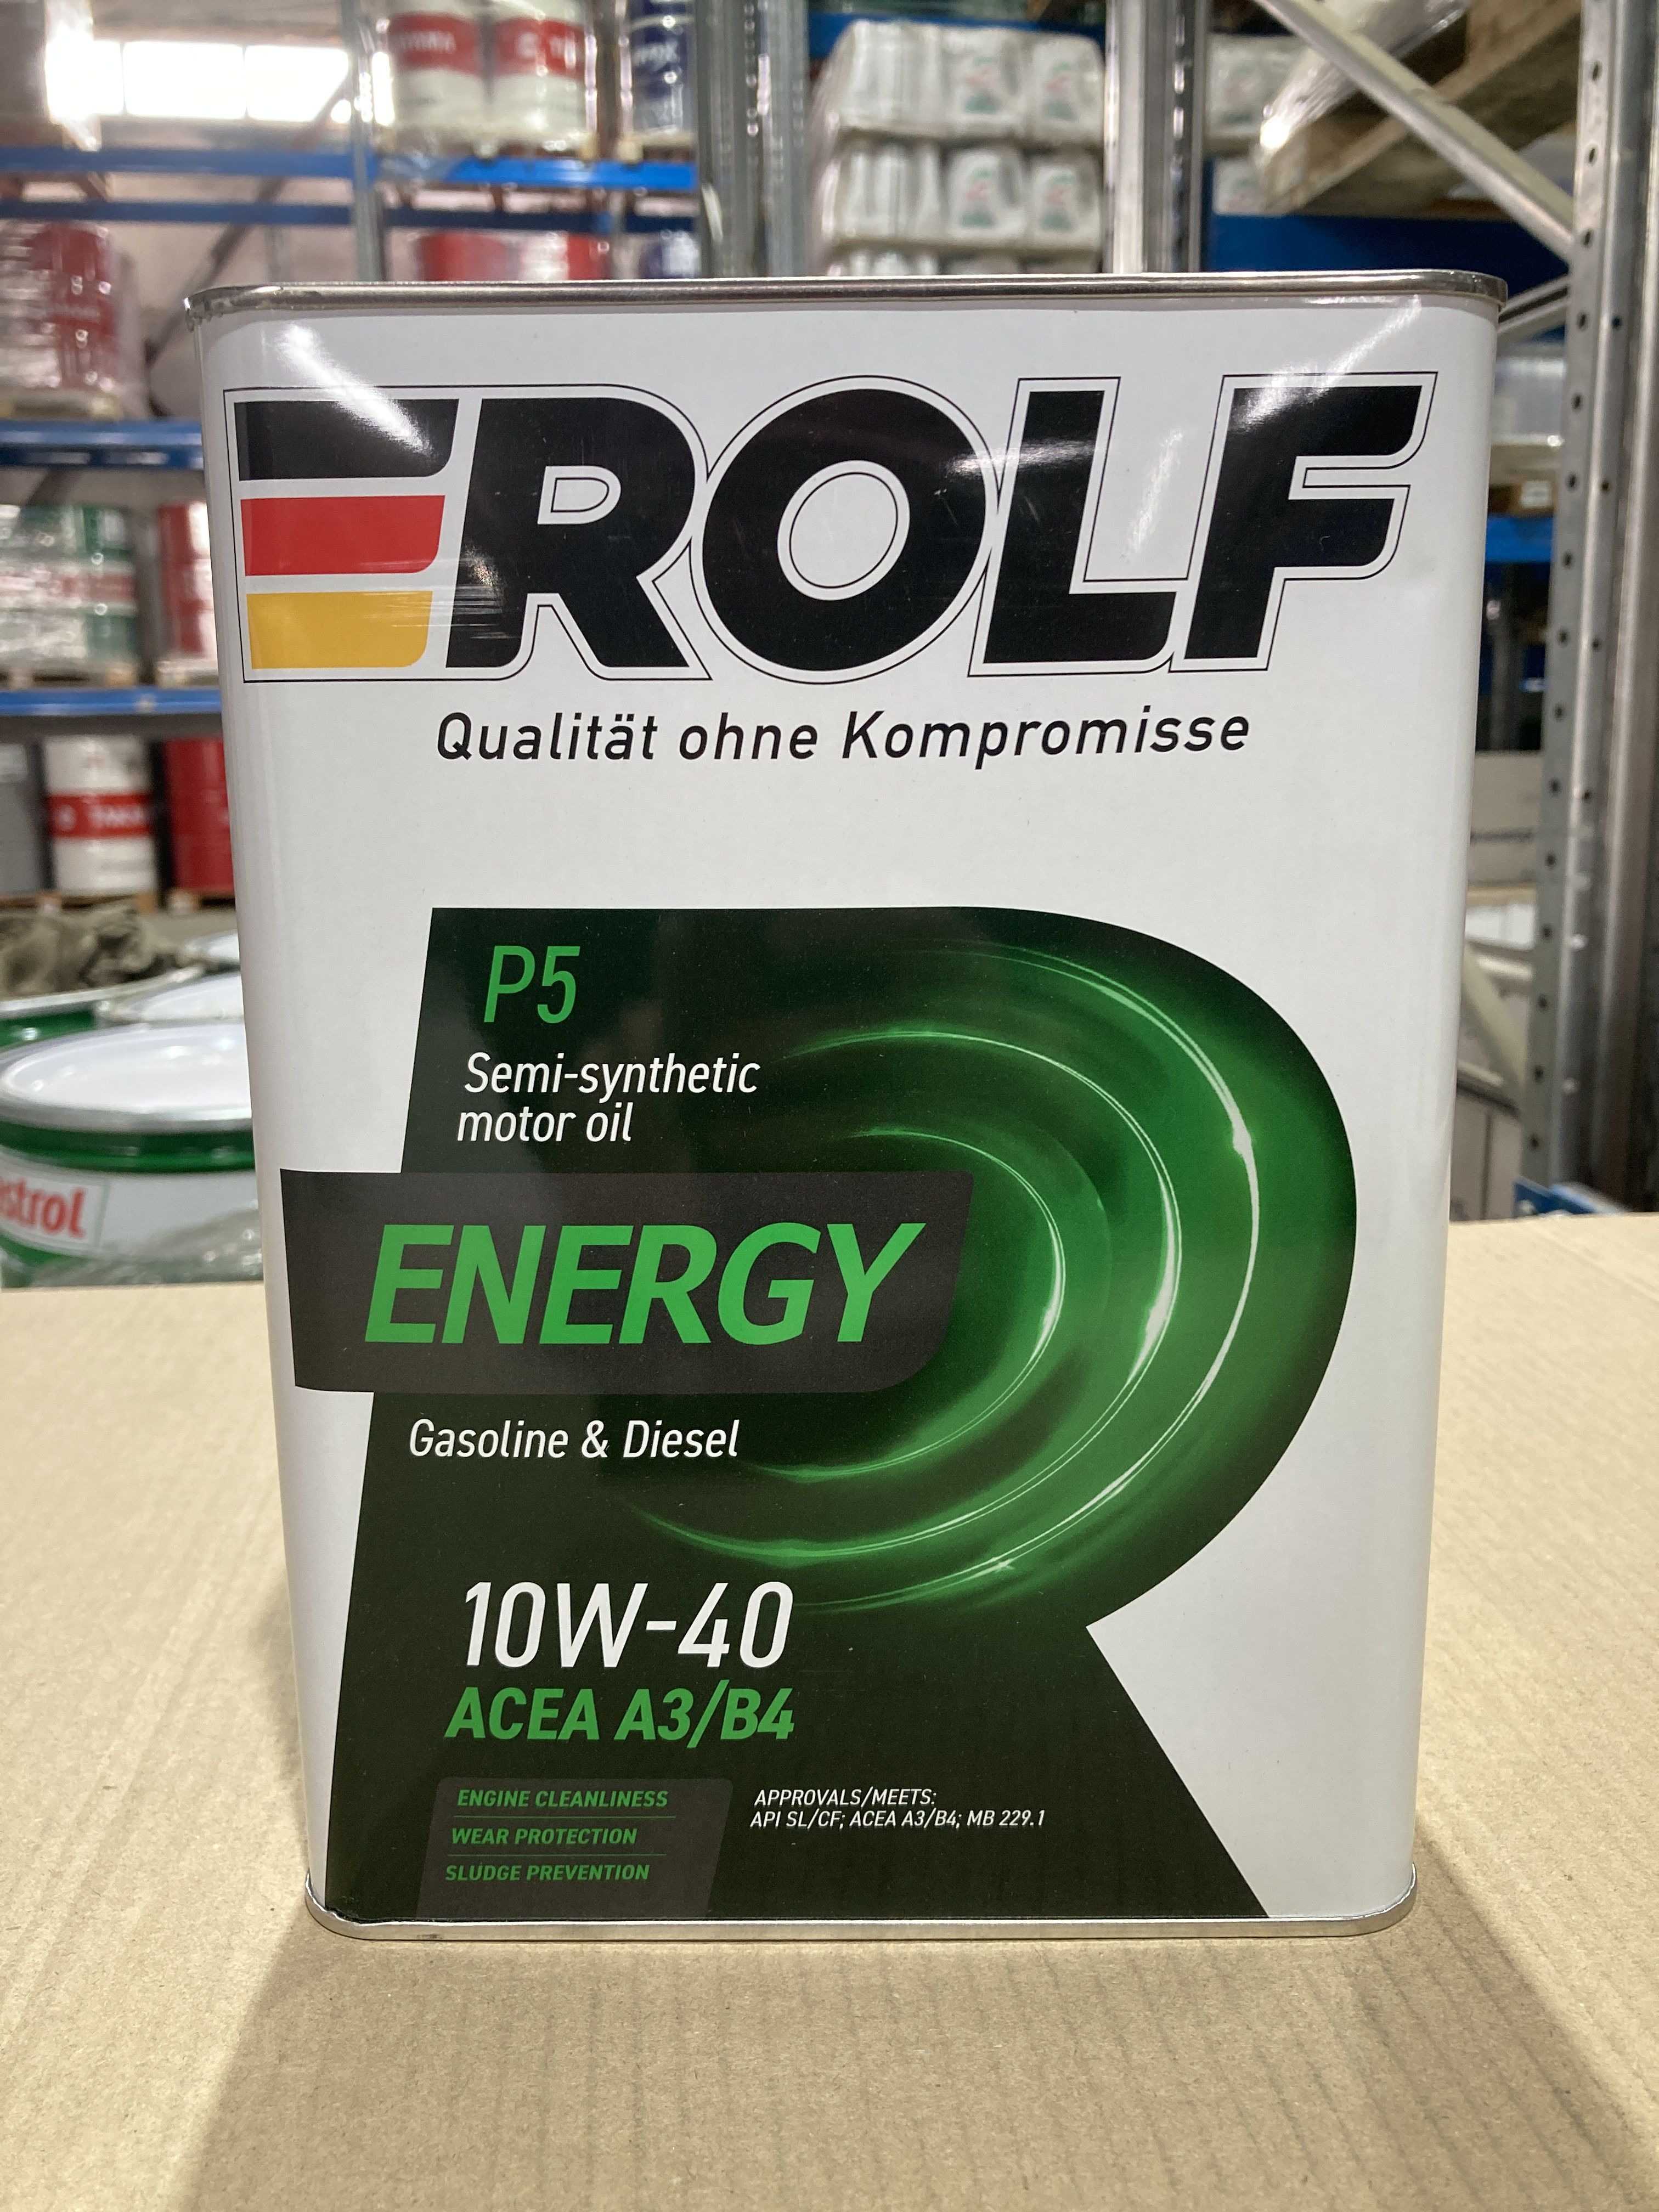 ROLF
Qualität ohne Kompromisse
P5
Semi-synthetic
motor oil
ENERGY
Gasoline & Diesel
10W-40
ACEA A3/B4
ENGINE CLEANLINESS
WEAR PROTECTION
SLUDGE PREVENTION
APPROVALS/MEETS:
API SL/CF; ACEA A3/B4; MB 229.1
strol